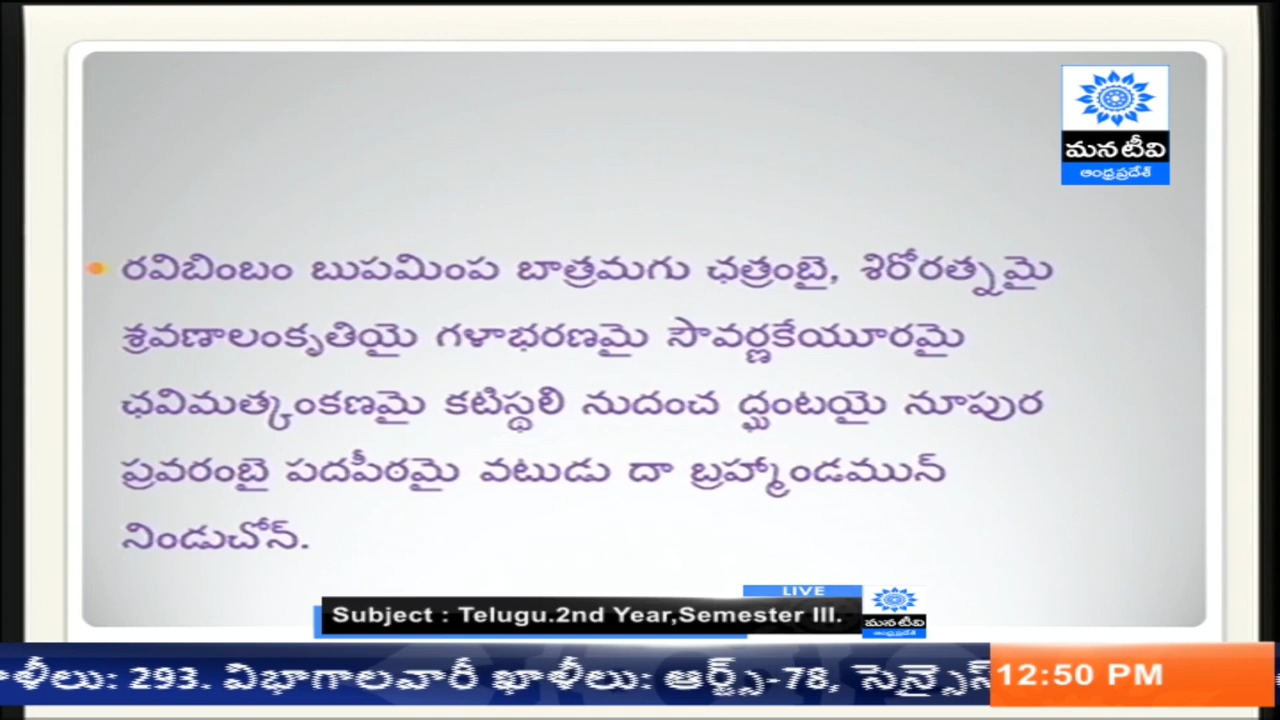 మన టీవి
ఆంధ్రప్రదేశ్
రవిబింబం బుపమింప బాత్రమగు ఛత్రంబై, శిరోరత్నమై
శ్రవణాలంకృతియై గళాభరణమై సౌవర్ణకేయూరమై
ఛవిమత్కంకణమై కటిస్థలి నుదంచ ద్ఘంటయై నూపుర
ప్రవరంబై పదపీఠమై వటుడు దా బ్రహ్మాండమున్
నిండుచోన్.
LIVE
Subject : Telugu.2nd Year,Semester III.
మన టీవి
ఆంధ్రప్రదేశ్
ళీలు: 293. విభాగాలవారీ ఖాళీలు: ఆర్ట్స్-78, సెన్సైస్
12:50 PM